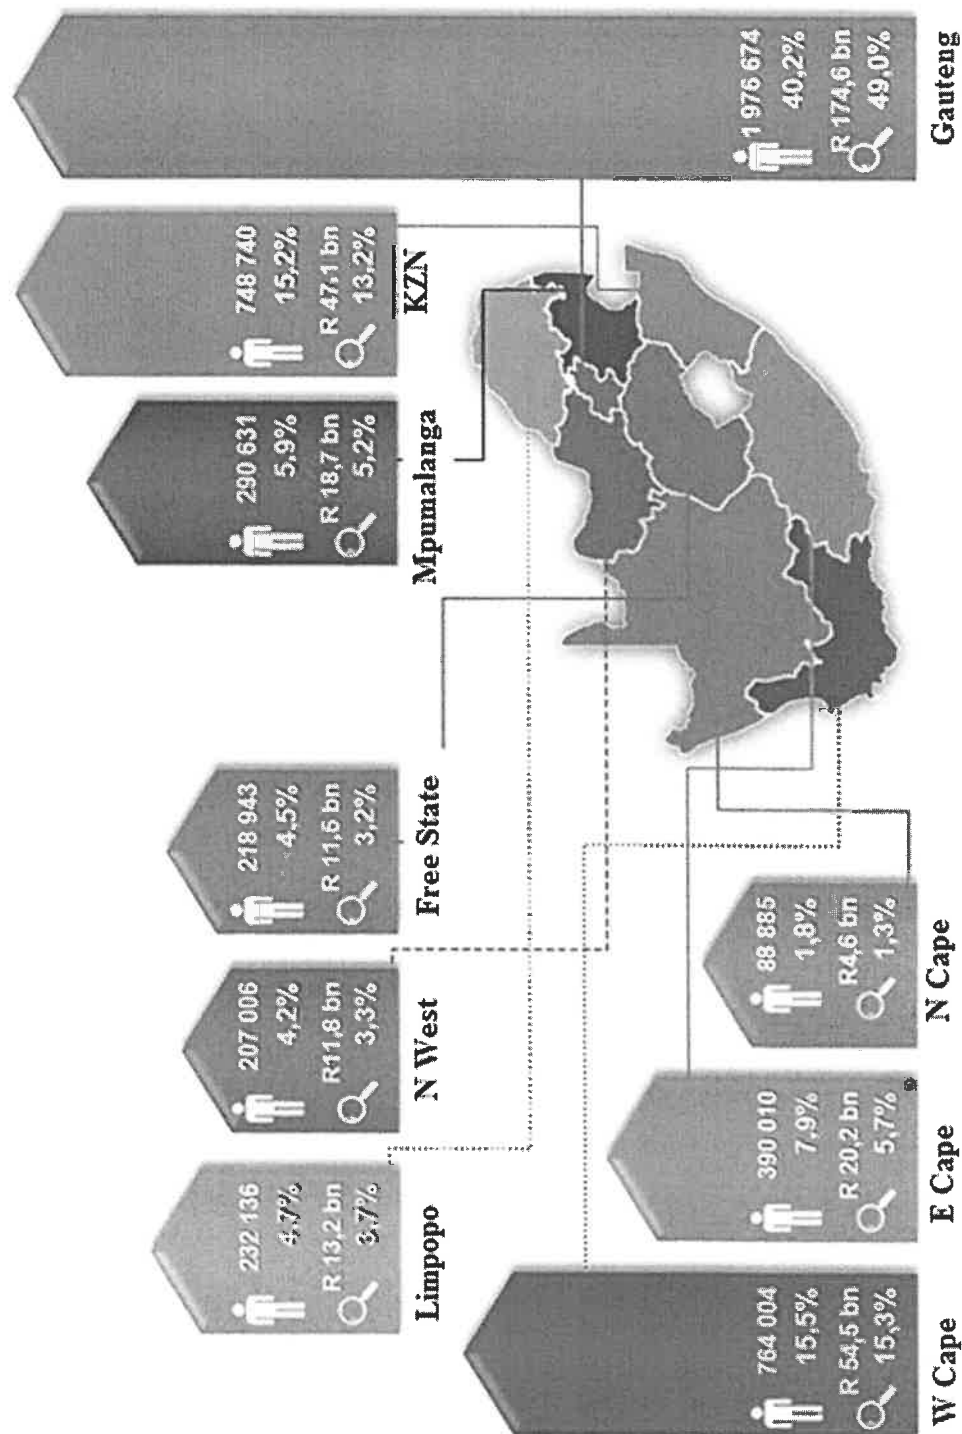 Limpopo
232 136
4,7%
R 13,2 bn
3,7%
N West
207 006
4,2%
R11,8 bn
3,3%
Free State
218 943
4,5%
R 11,6 bn
3,2%
Mpumalanga
290 631
5,9%
R 18,7 bn
5,2%
KZN
748 740
15,2%
R 47,1 bn
13,2%
W Cape
764 004
15,5%
R 54,5 bn
15,3%
E Cape
390 010
7,9%
R 20,2 bn
5,7%
N Cape
88 885
1,8%
R4,6 bn
1,3%
Gauteng
1 976 674
40,2%
R 174,6 bn
49,0%